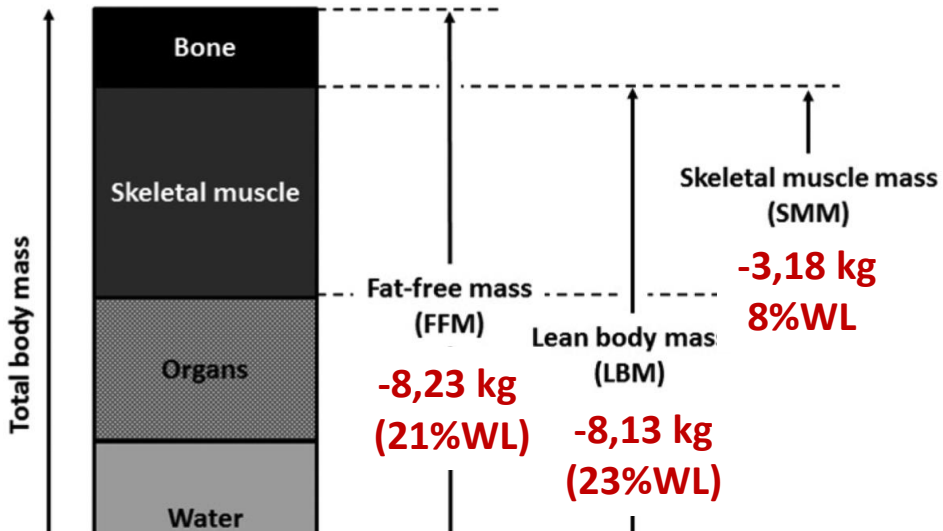 Total body mass
Bone
Skeletal muscle
Organs
Water
Fat-free mass
(FFM)
-8,23 kg
(21%WL)
Lean body mas
(LBM)
-8,13 kg
(23%WL)
Skeletal muscle mass
(SMM)
-3,18 kg
8%WL